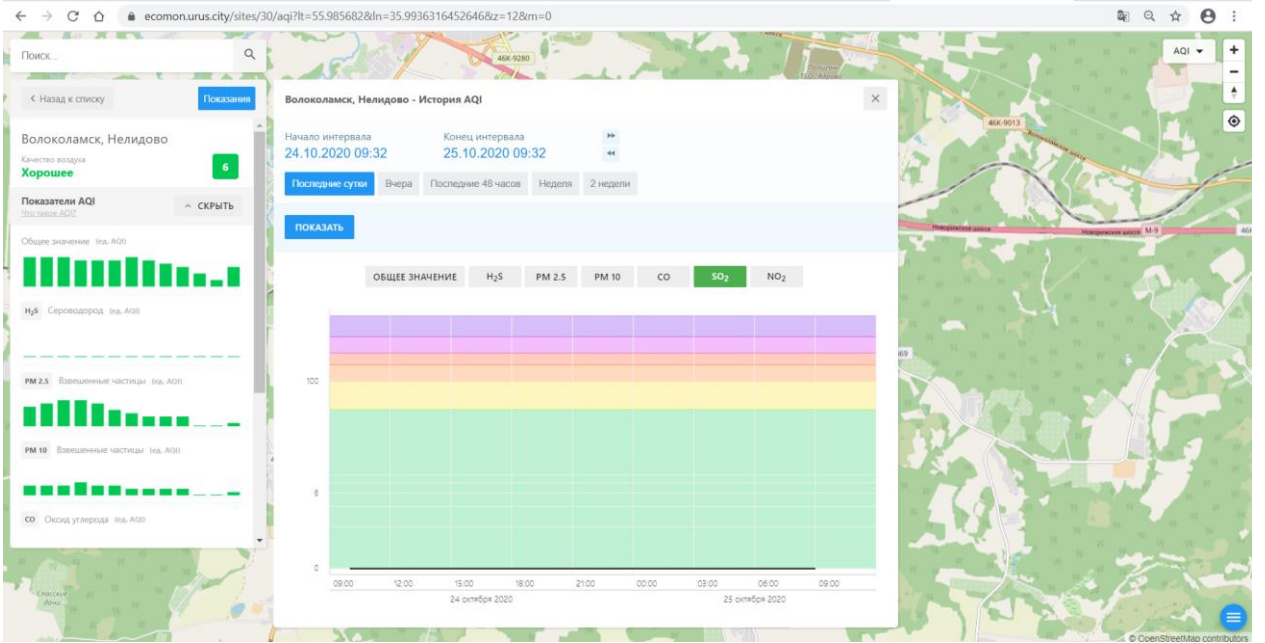 ecomon.urus.city/sites/30/aqi?lt=55.985682&ln=35.9936316452646&z=12&m=0
Поиск...
46К-9280
AQI
+
−
< Назад к списку
Показания
Волоколамск, Нелидово - История AQI
×
46К-9013
Волоколамское шоссе
Волоколамск, Нелидово
Качество воздуха
Хорошее
6
Начало интервала
Конец интервала
24.10.2020 09:32
25.10.2020 09:32
Последние сутки
Вчера
Последние 48 часов
Неделя
2 недели
Показатели AQI
Что такое AQI?
СКРЫТЬ
ПОКАЗАТЬ
Новорижское шоссе
Новорижское шоссе
М-9
Общее значение (ед. AQI)
ОБЩЕЕ ЗНАЧЕНИЕ
H₂S
PM 2.5
PM 10
CO
SO₂
NO₂
H₂S Сероводород (ед. AQI)
PM 2.5 Взвешенные частицы (ед. AQI)
PM 10 Взвешенные частицы (ед. AQI)
CO Оксид углерода (ед. AQI)
100
6
0
09:00 12:00 15:00 18:00 21:00 00:00 03:00 06:00 09:00
24 октября 2020
25 октября 2020
Спасские
дачи
© OpenStreetMap contributors